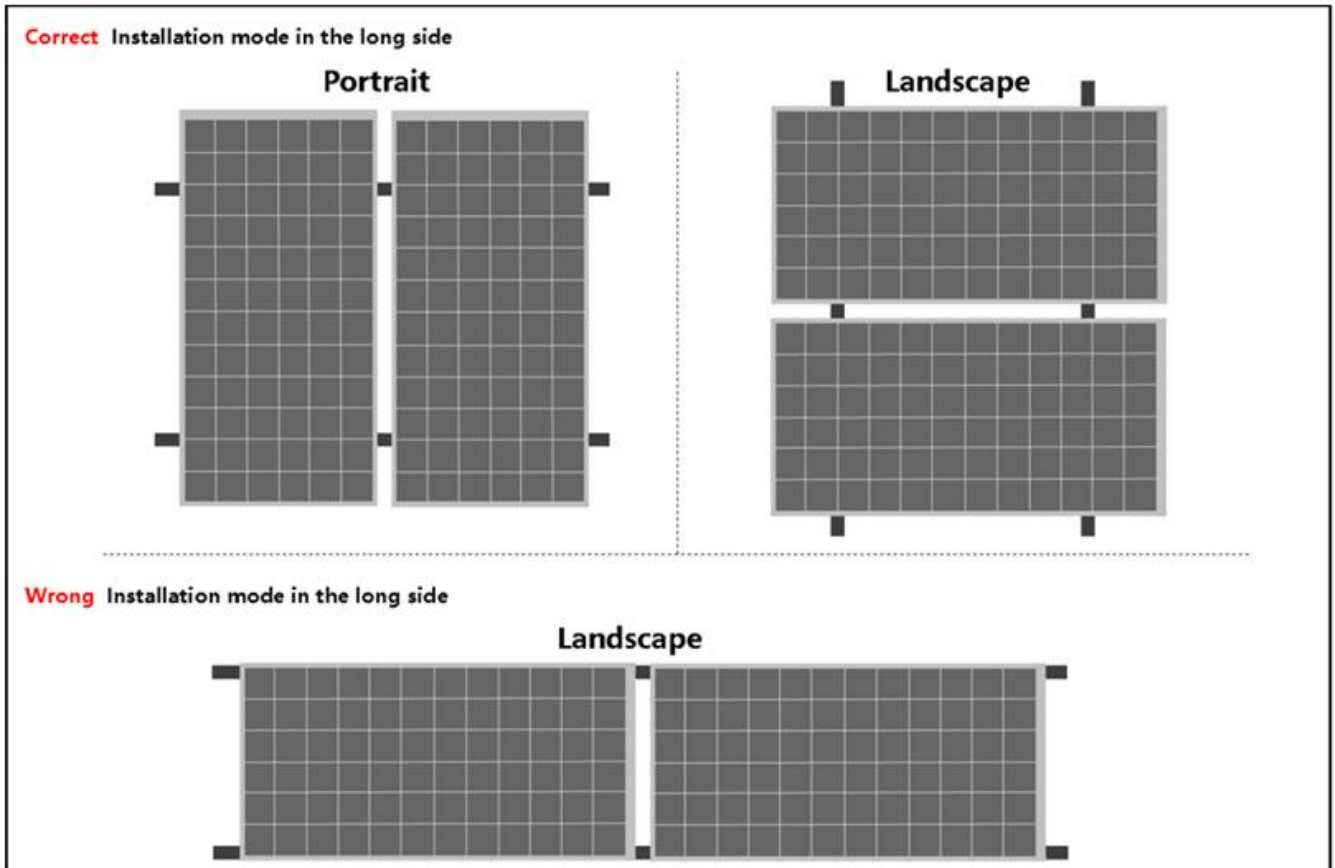 Correct Installation mode in the long side
Portrait
Landscape
Wrong Installation mode in the long side
Landscape